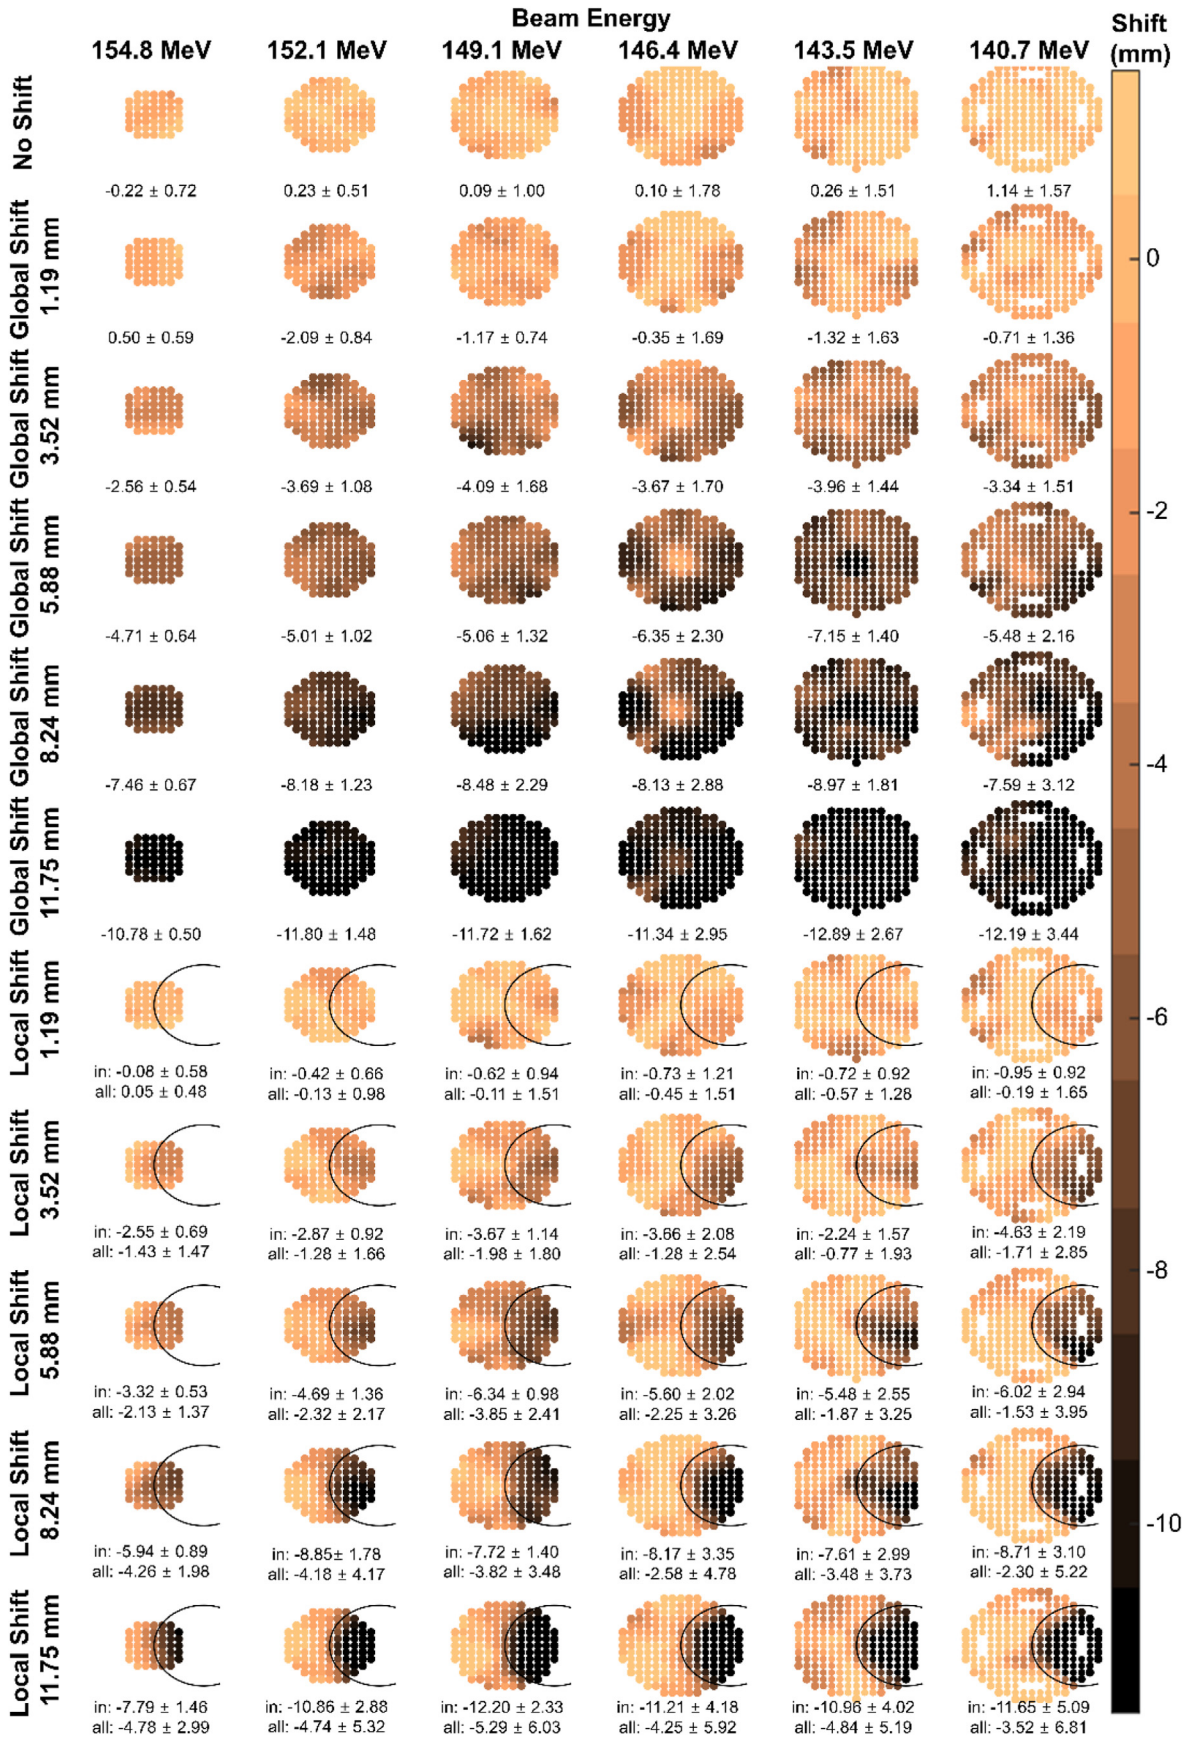 Beam Energy
154.8 MeV 152.1 MeV 149.1 MeV 146.4 MeV 143.5 MeV 140.7 MeV
Shift
(mm)
No Shift
-0.22 ± 0.72 0.23 ± 0.51 0.09 ± 1.00 0.10 ± 1.78 0.26 ± 1.51 1.14 ± 1.57
Global Shift
1.19 mm
0.50 ± 0.59 -2.09 ± 0.84 -1.17 ± 0.74 -0.35 ± 1.69 -1.32 ± 1.63 -0.71 ± 1.36
Global Shift
3.52 mm
-2.56 ± 0.54 -3.69 ± 1.08 -4.09 ± 1.68 -3.67 ± 1.70 -3.96 ± 1.44 -3.34 ± 1.51
Global Shift
5.88 mm
-4.71 ± 0.64 -5.01 ± 1.02 -5.06 ± 1.32 -6.35 ± 2.30 -7.15 ± 1.40 -5.48 ± 2.16
Global Shift
8.24 mm
-7.46 ± 0.67 -8.18 ± 1.23 -8.48 ± 2.29 -8.13 ± 2.88 -8.97 ± 1.81 -7.59 ± 3.12
Global Shift
11.75 mm
-10.78 ± 0.50 -11.80 ± 1.48 -11.72 ± 1.62 -11.34 ± 2.95 -12.89 ± 2.67 -12.19 ± 3.44
Local Shift
1.19 mm
in: -0.08 ± 0.58 in: -0.42 ± 0.66 in: -0.62 ± 0.94 in: -0.73 ± 1.21 in: -0.72 ± 0.92 in: -0.95 ± 0.92
all: 0.05 ± 0.48 all: -0.13 ± 0.98 all: -0.11 ± 1.51 all: -0.45 ± 1.51 all: -0.57 ± 1.28 all: -0.19 ± 1.65
Local Shift
3.52 mm
in: -2.55 ± 0.69 in: -2.87 ± 0.92 in: -3.67 ± 1.14 in: -3.66 ± 2.08 in: -2.24 ± 1.57 in: -4.63 ± 2.19
all: -1.43 ± 1.47 all: -1.28 ± 1.66 all: -1.98 ± 1.80 all: -1.28 ± 2.54 all: -0.77 ± 1.93 all: -1.71 ± 2.85
Local Shift
5.88 mm
in: -3.32 ± 0.53 in: -4.69 ± 1.36 in: -6.34 ± 0.98 in: -5.60 ± 2.02 in: -5.48 ± 2.55 in: -6.02 ± 2.94
all: -2.13 ± 1.37 all: -2.32 ± 2.17 all: -3.85 ± 2.41 all: -2.25 ± 3.26 all: -1.87 ± 3.25 all: -1.53 ± 3.95
Local Shift
8.24 mm
in: -5.94 ± 0.89 in: -8.85± 1.78 in: -7.72 ± 1.40 in: -8.17 ± 3.35 in: -7.61 ± 2.99 in: -8.71 ± 3.10
all: -4.26 ± 1.98 all: -4.18 ± 4.17 all: -3.82 ± 3.48 all: -2.58 ± 4.78 all: -3.48 ± 3.73 all: -2.30 ± 5.22
Local Shift
11.75 mm
in: -7.79 ± 1.46 in: -10.86 ± 2.88 in: -12.20 ± 2.33 in: -11.21 ± 4.18 in: -10.96 ± 4.02 in: -11.65 ± 5.09
all: -4.78 ± 2.99 all: -4.74 ± 5.32 all: -5.29 ± 6.03 all: -4.25 ± 5.92 all: -4.84 ± 5.19 all: -3.52 ± 6.81
0
-2
-4
-6
-8
-10